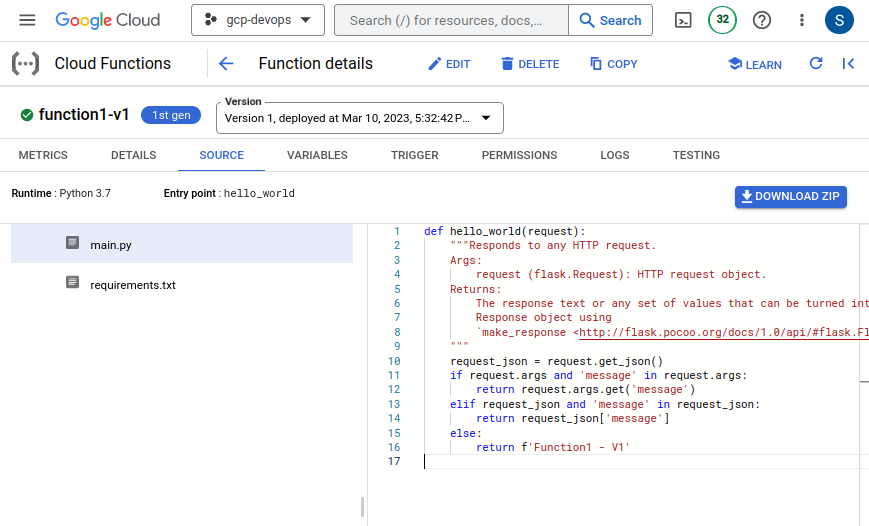 Google Cloud
gcp-devops
Search (/) for resources, docs,...
Search
32
S
Cloud Functions
Function details
EDIT
DELETE
COPY
LEARN
function1-v1
1st gen
Version
Version 1, deployed at Mar 10, 2023, 5:32:42 P...
METRICS
DETAILS
SOURCE
VARIABLES
TRIGGER
PERMISSIONS
LOGS
TESTING
Runtime : Python 3.7
Entry point : hello_world
DOWNLOAD ZIP
main.py
requirements.txt
1 def hello_world(request):
2 """Responds to any HTTP request.
3 Args:
4 request (flask.Request): HTTP request object.
5 Returns:
6 The response text or any set of values that can be turned int
7 Response object using
8 `make_response <http://flask.pocoo.org/docs/1.0/api/#flask.Fl
9 """
10 request_json = request.get_json()
11 if request.args and 'message' in request.args:
12 return request.args.get('message')
13 elif request_json and 'message' in request_json:
14 return request_json['message']
15 else:
16 return f'Function1 - V1'
17